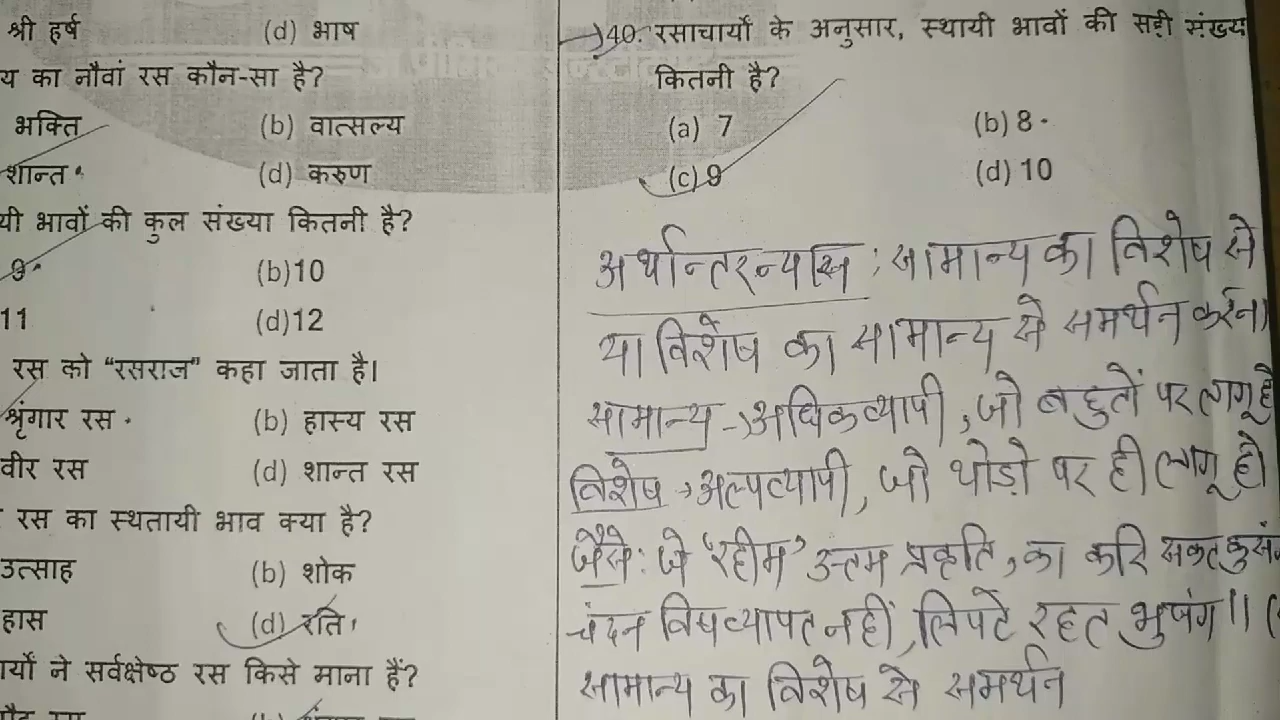 श्री हर्ष (d) भाष
य का नौवां रस कौन-सा है?
भक्ति (b) वात्सल्य
शान्त (d) करुण
यी भावों की कुल संख्या कितनी है?
9 (b)10
11 (d)12
रस को "रसराज" कहा जाता है।
श्रृंगार रस (b) हास्य रस
वीर रस (d) शान्त रस
रस का स्थतायी भाव क्या है?
उत्साह (b) शोक
हास (d) रति
र्यों ने सर्वक्षेष्ठ रस किसे माना हैं?
40. रसाचार्यो के अनुसार, स्थायी भावों की सही संख्या
कितनी है?
(a) 7 (b) 8
(c) 9 (d) 10
अर्थान्तरन्यास : सामान्य का विशेष से
या विशेष का सामान्य से समर्थन करना
सामान्य → अधिकव्यापी, जो बहुतों पर लागू हो
विशेष → अल्पव्यापी, जो थोड़ो पर ही लागू हो
जैसे: जे 'रहीम' उत्तम प्रकृति, का करि सकत
चंदन विष व्यापत नहीं, लिपटे रहत भुजंग।।
सामान्य का विशेष से समर्थन